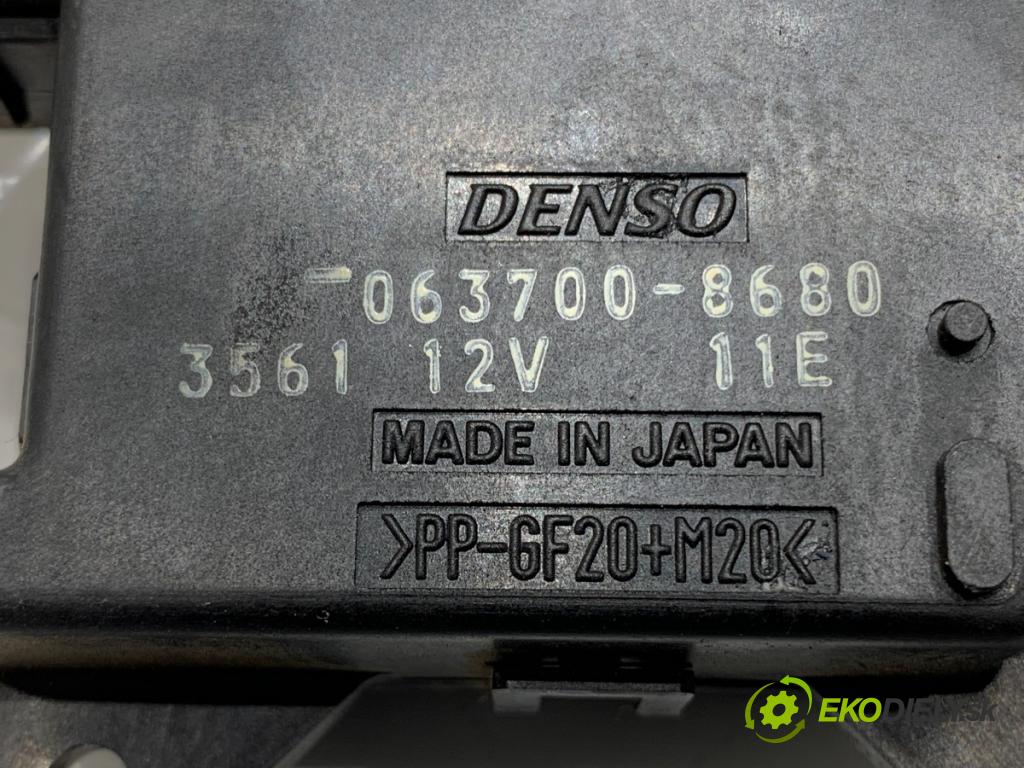 DENSO
-063700-8680
3561 12V 11E
MADE IN JAPAN
>PP-GF20+M20<
EKODIELY.SK